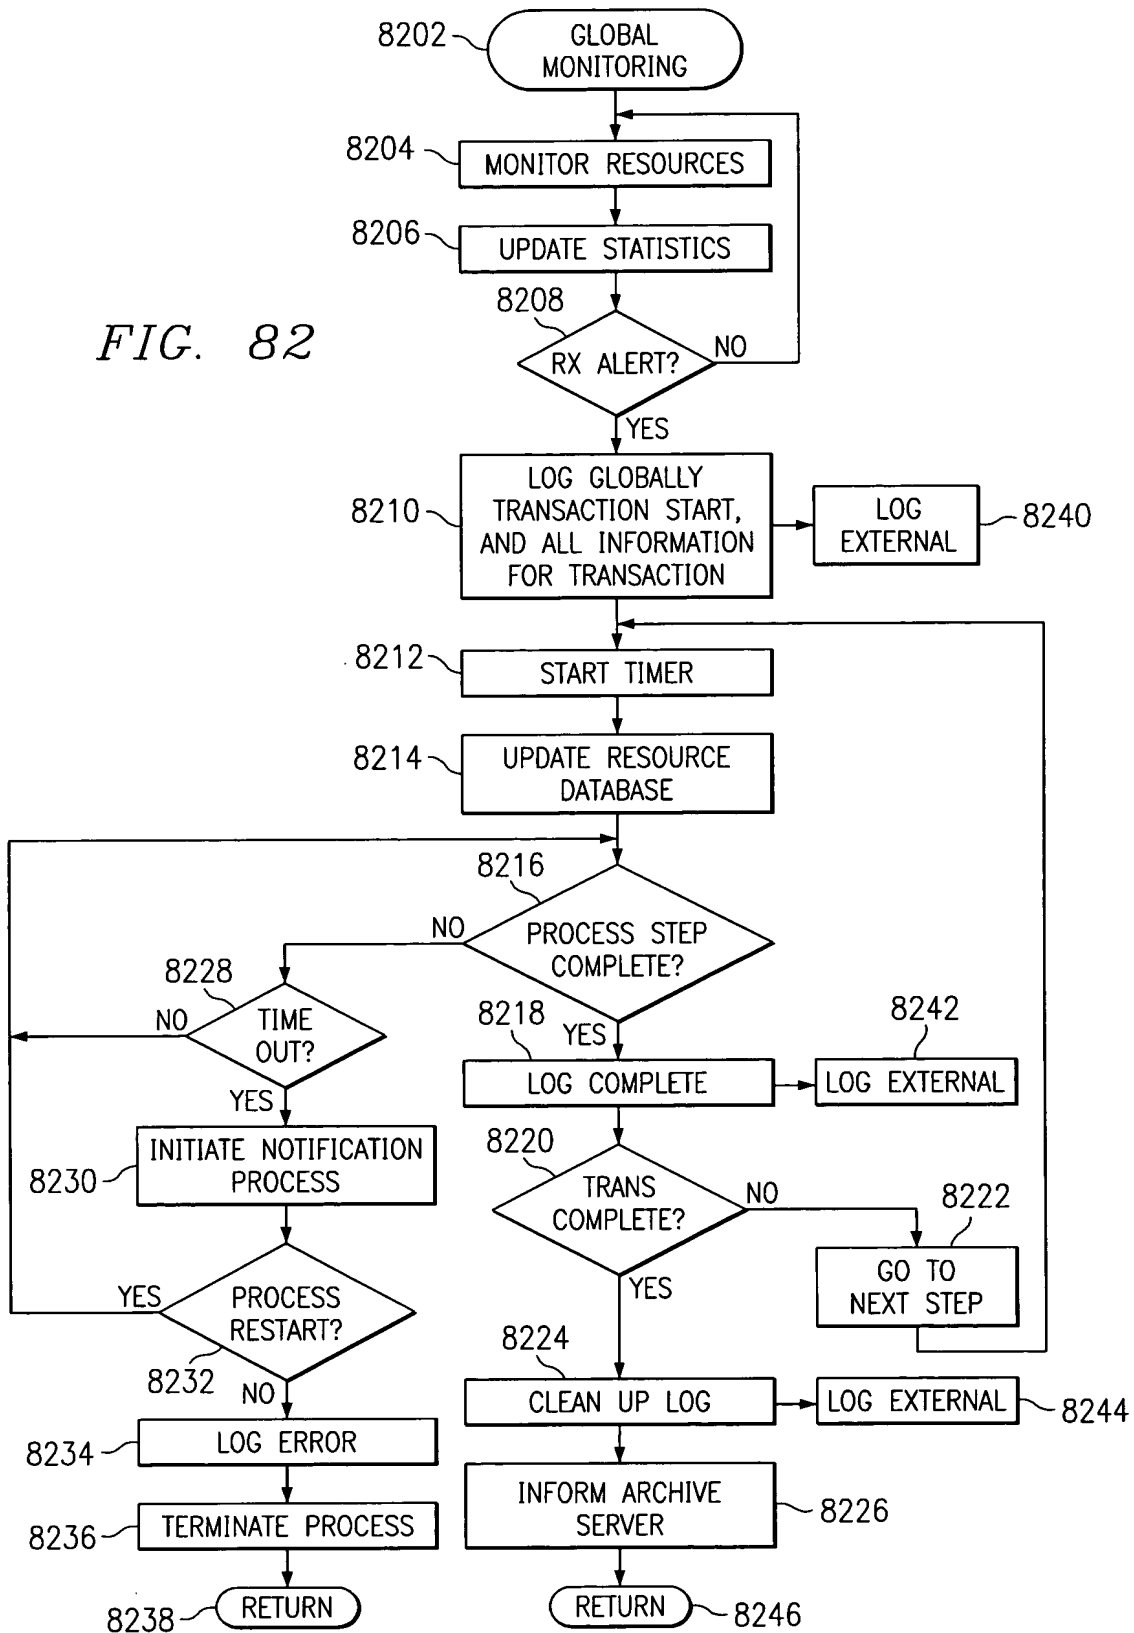 8202
GLOBAL
MONITORING
8204
MONITOR RESOURCES
8206
UPDATE STATISTICS
8208
FIG. 82
RX ALERT?
NO
YES
8210
LOG GLOBALLY
TRANSACTION START,
AND ALL INFORMATION
FOR TRANSACTION
LOG
EXTERNAL
8240
8212
START TIMER
8214
UPDATE RESOURCE
DATABASE
8216
PROCESS STEP
COMPLETE?
NO
YES
8228
TIME
OUT?
NO
YES
8218
LOG COMPLETE
8242
LOG EXTERNAL
8230
INITIATE NOTIFICATION
PROCESS
8220
TRANS
COMPLETE?
NO
YES
8222
GO TO
NEXT STEP
PROCESS
RESTART?
YES
8232
NO
8224
CLEAN UP LOG
LOG EXTERNAL
8244
8234
LOG ERROR
INFORM ARCHIVE
SERVER
8226
8236
TERMINATE PROCESS
8238
RETURN
RETURN
8246